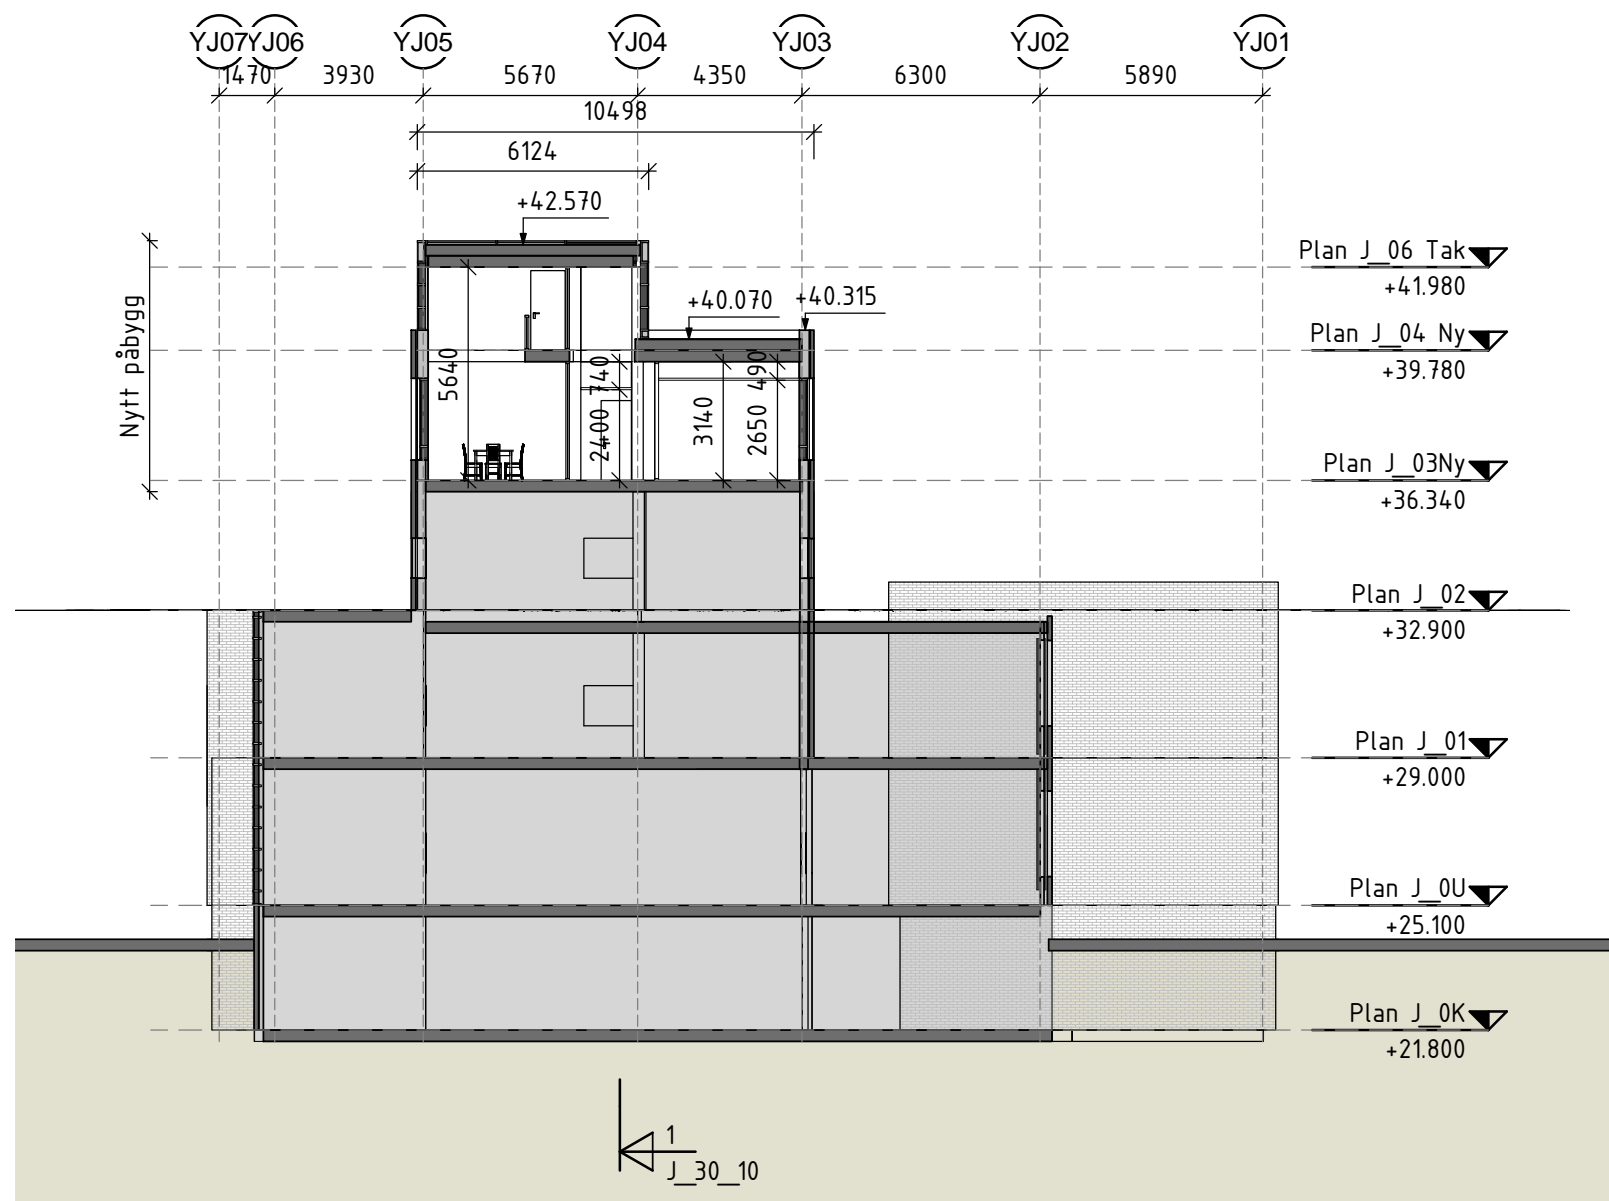 YJ07 YJ06 YJ05 YJ04 YJ03 YJ02 YJ01
1470 3930 5670 4350 6300 5890
10498
6124
+42.570
Plan J_06 Tak
+41.980
+40.070 +40.315
Plan J_04 Ny
+39.780
Nytt påbygg
5640
740
2400
3140
490
2650
Plan J_03Ny
+36.340
Plan J_02
+32.900
Plan J_01
+29.000
Plan J_0U
+25.100
Plan J_0K
+21.800
1
J_30_10